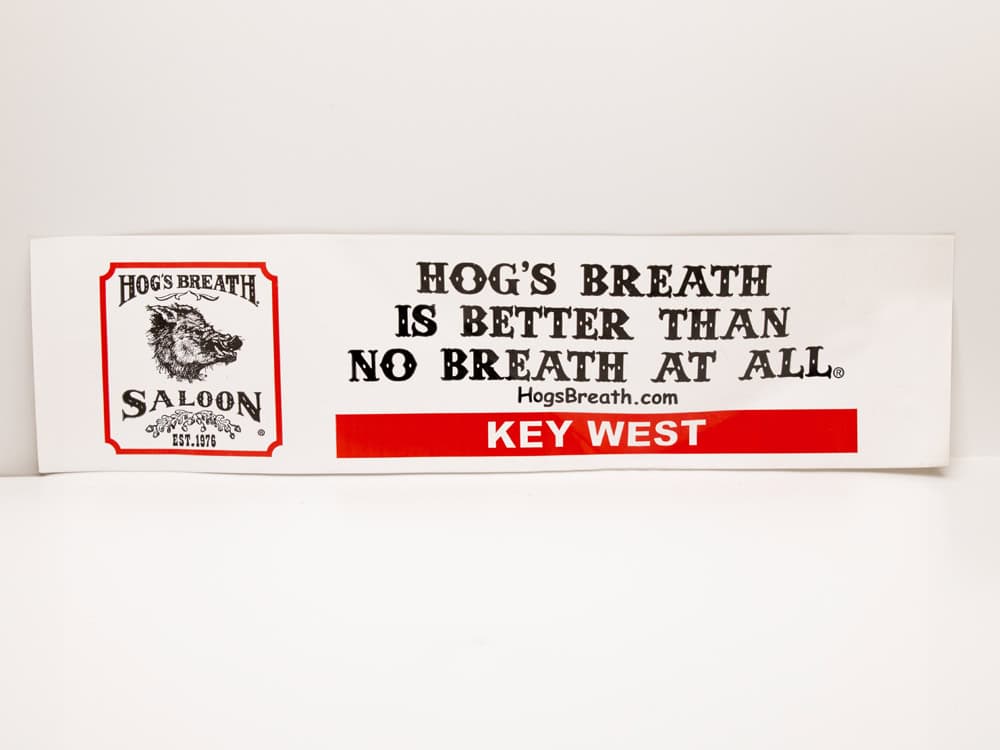 HOG'S BREATH
SALOON
®
EST.1976
HOG'S BREATH
IS BETTER THAN
NO BREATH AT ALL®
HogsBreath.com
KEY WEST